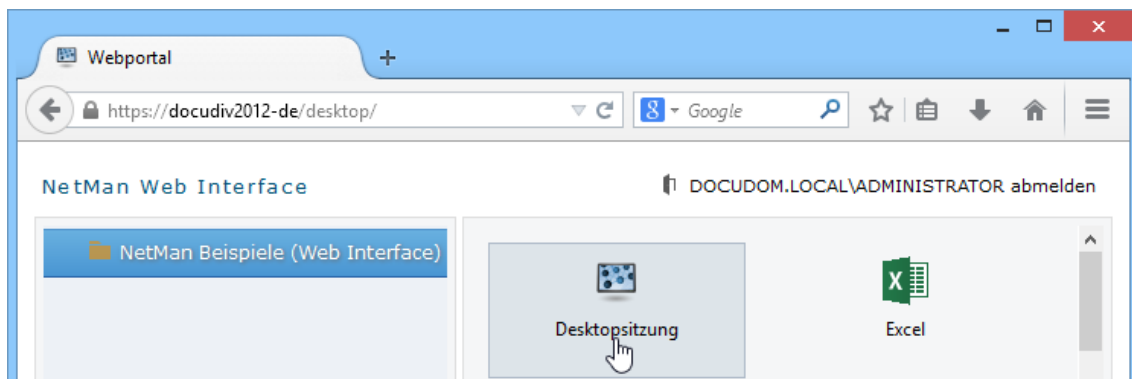 Webportal
https://docudiv2012-de/desktop/
8 Google
NetMan Web Interface
DOCUDOM.LOCAL\ADMINISTRATOR abmelden
NetMan Beispiele (Web Interface)
Desktopsitzung
Excel